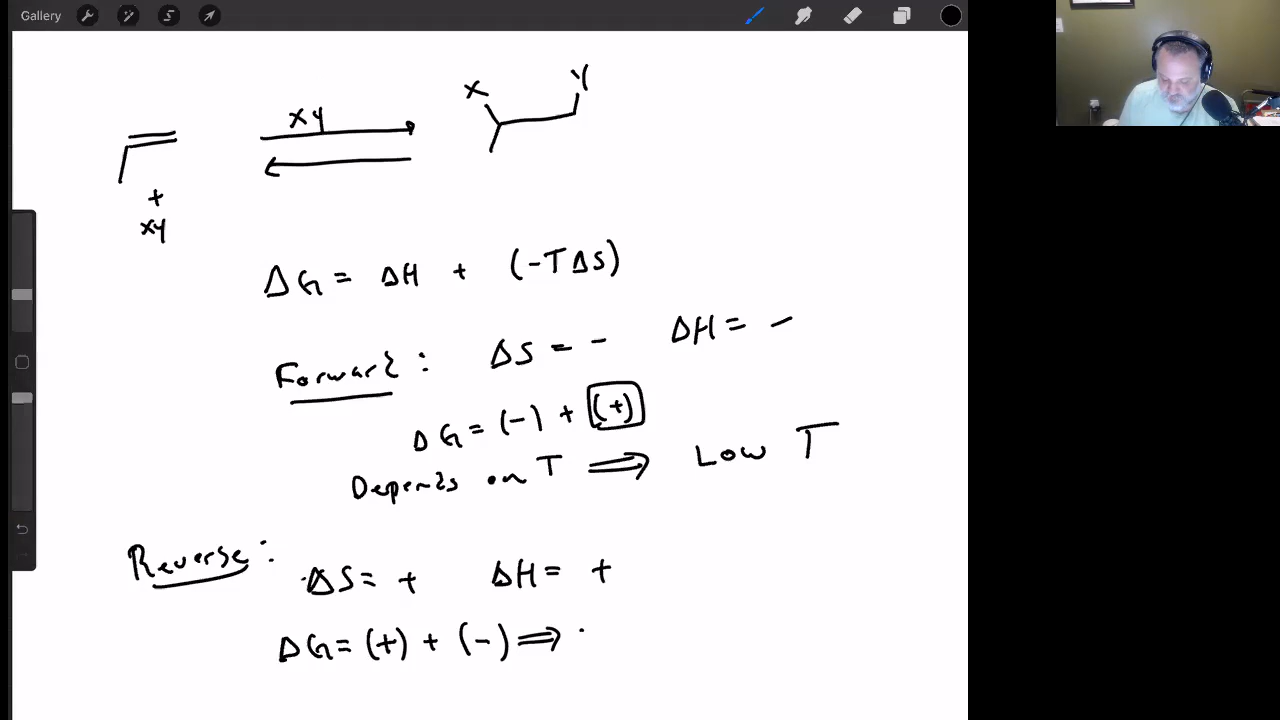 Gallery
X
Y
XY
+
XY
ΔG = ΔH + (-TΔS)
Forward: ΔS = - ΔH = -
ΔG = (-) + (+)
Depends on T ⟹ Low T
Reverse:
ΔS = + ΔH = +
ΔG = (+) + (-) ⟹